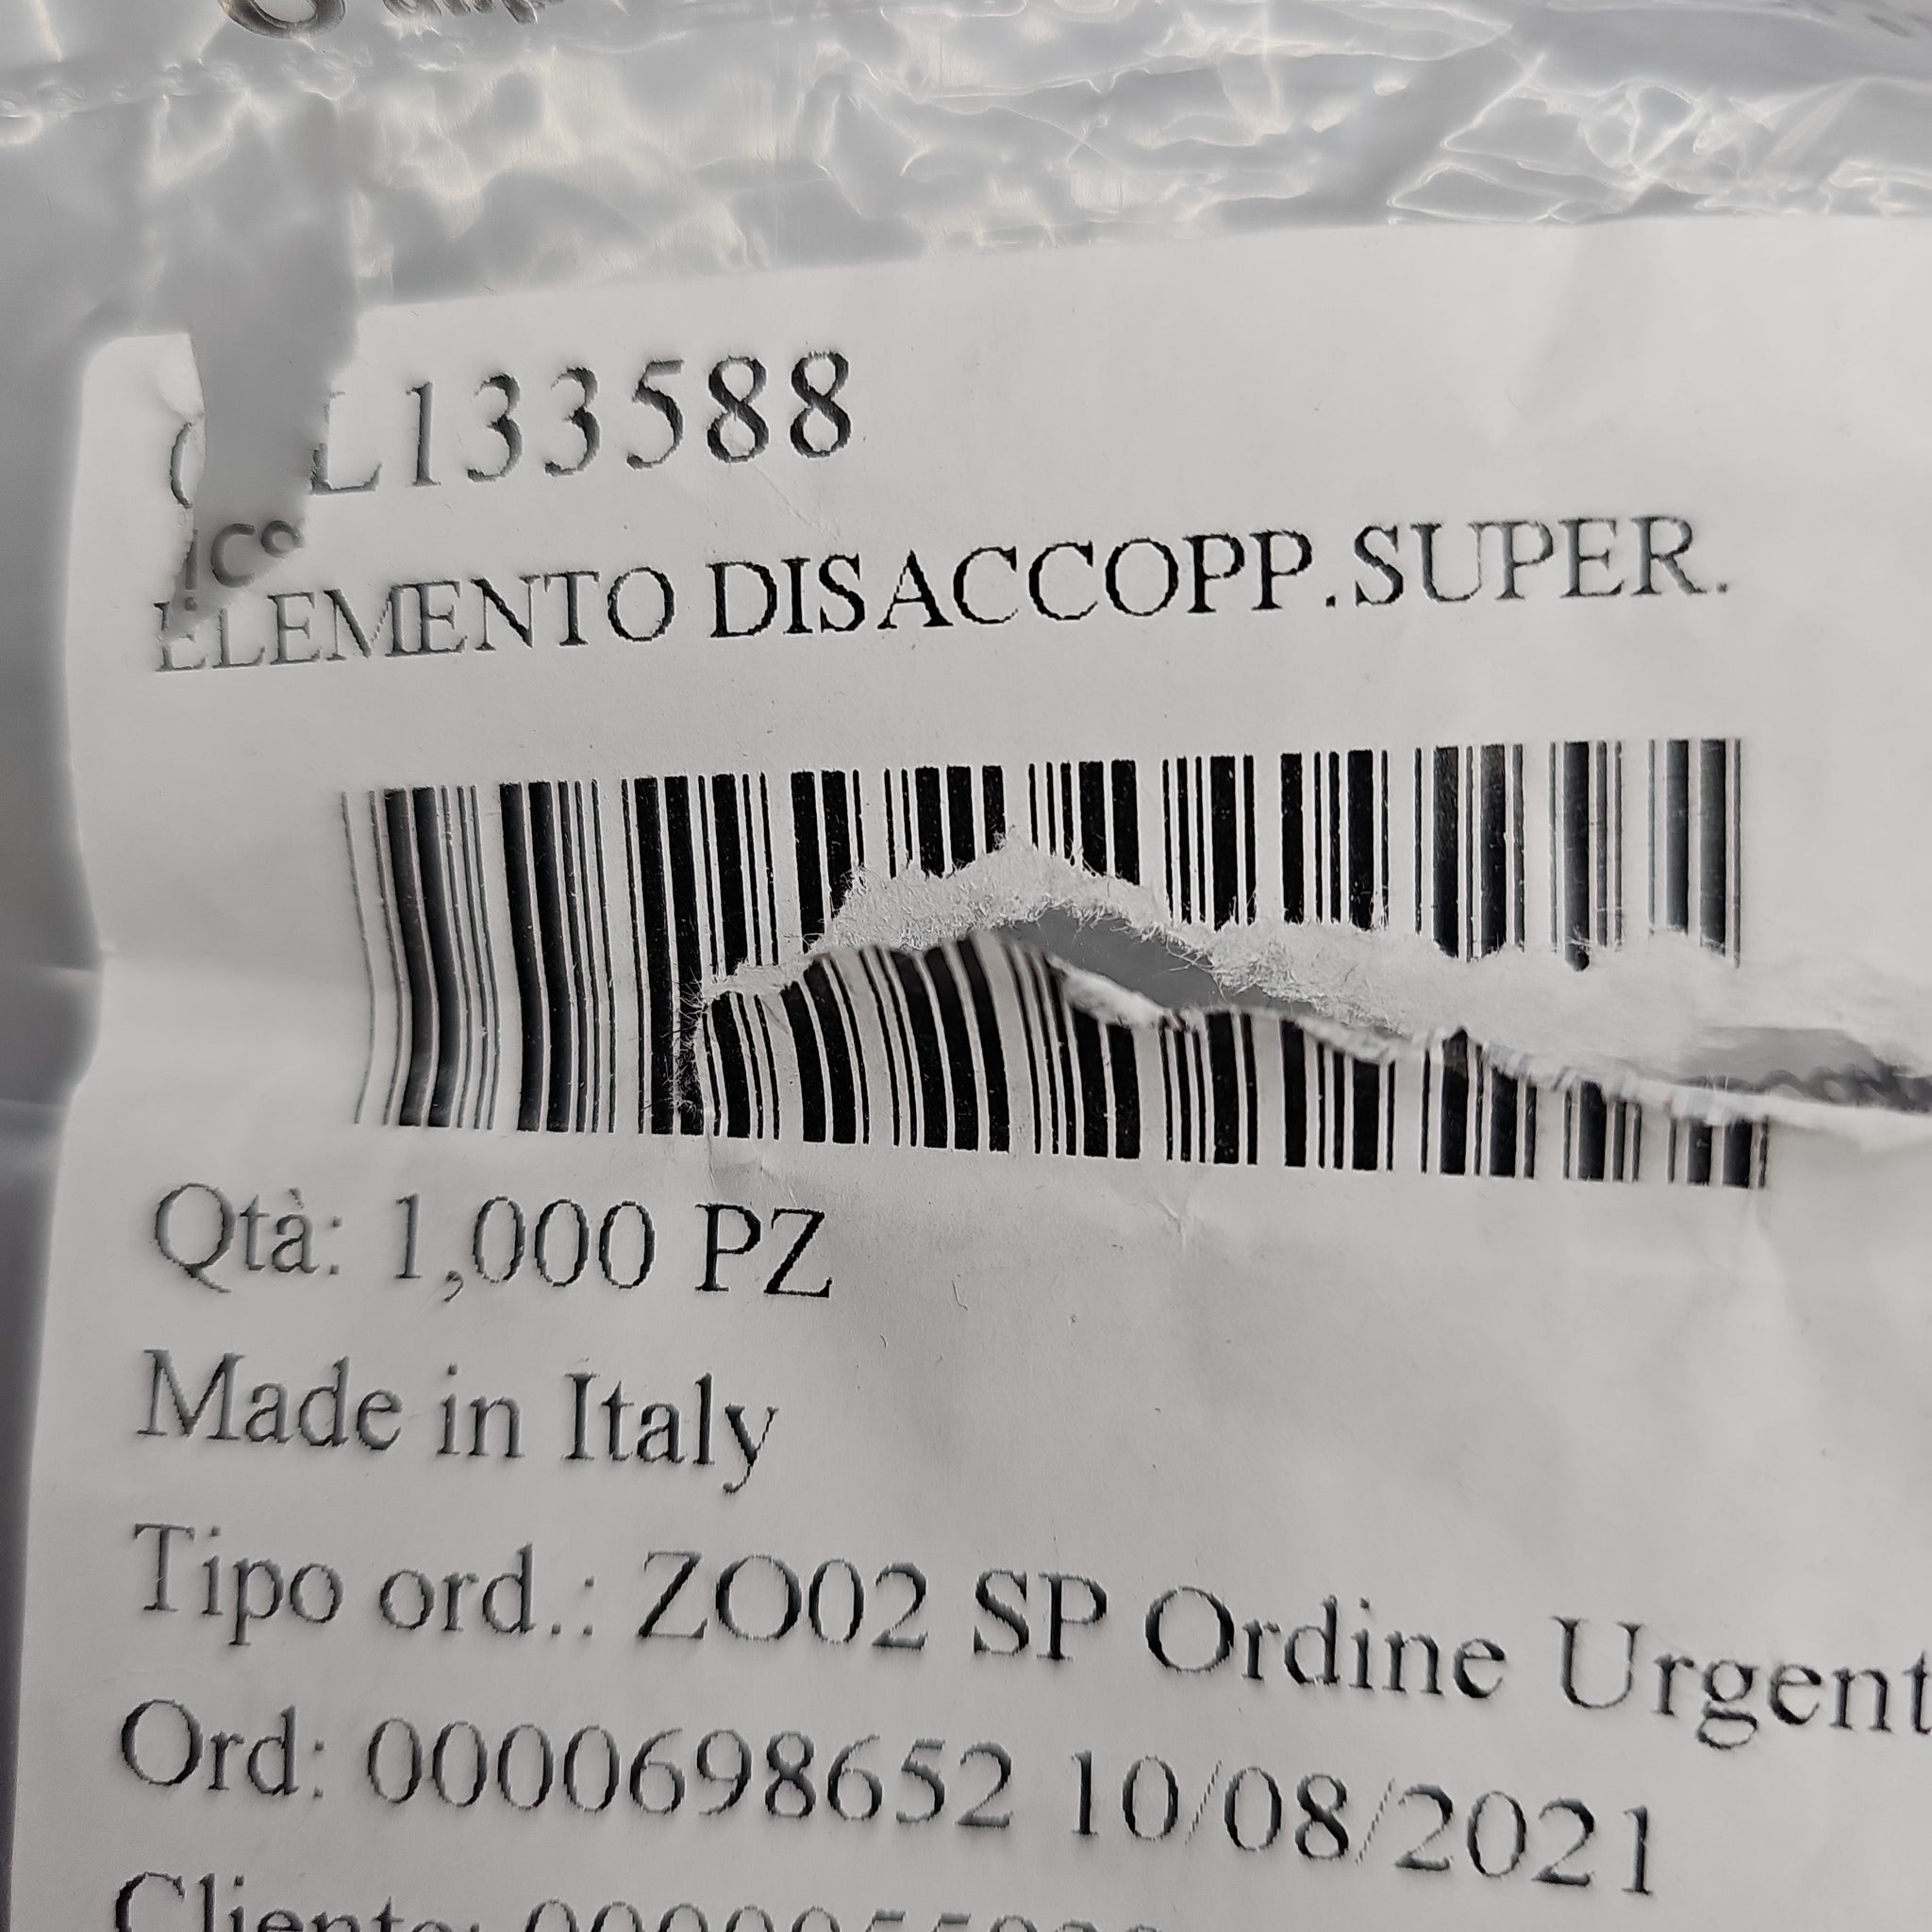 L133588
ELEMENTO DISACCOPP.SUPER.
Qtà: 1,000 PZ
Made in Italy
Tipo ord.: ZO02 SP Ordine Urgent
Ord: 0000698652 10/08/2021
Cliente: